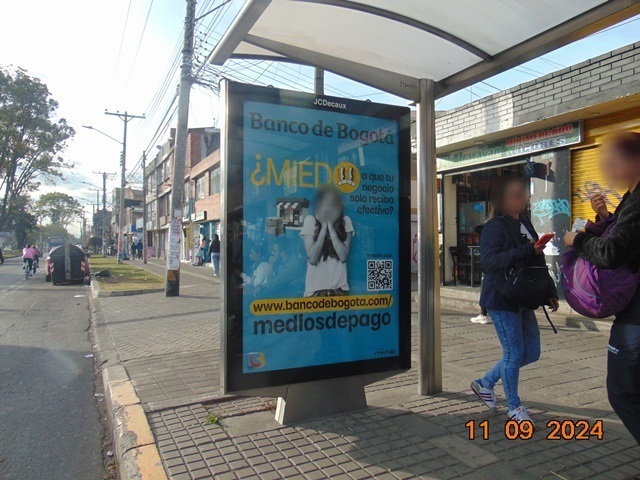 JCDecaux
Banco de Bogotá
¿MIEDO a que tu
negocio
solo reciba
efectivo?
www.bancodebogota.com/
mediosdepago
11 09 2024